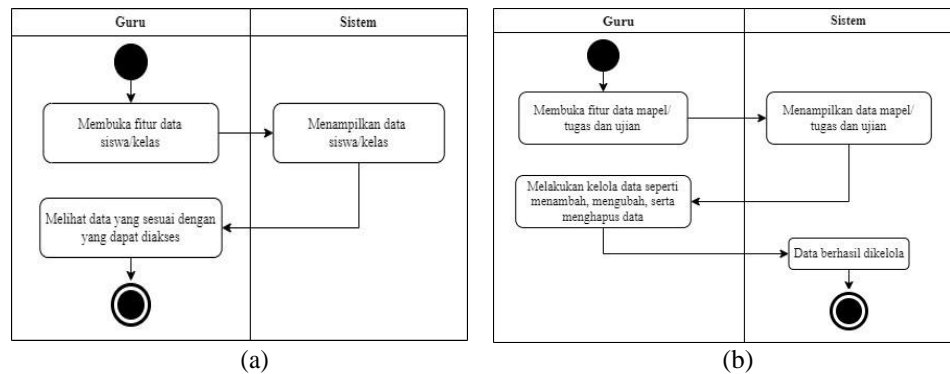 Guru
Sistem
Membuka fitur data
siswa/kelas
Menampilkan data
siswa/kelas
Melihat data yang sesuai dengan
yang dapat diakses
(a)
Guru
Sistem
Membuka fitur data mapel/
tugas dan ujian
Menampilkan data mapel/
tugas dan ujian
Melakukan kelola data seperti
menambah, mengubah, serta
menghapus data
Data berhasil dikelola
(b)